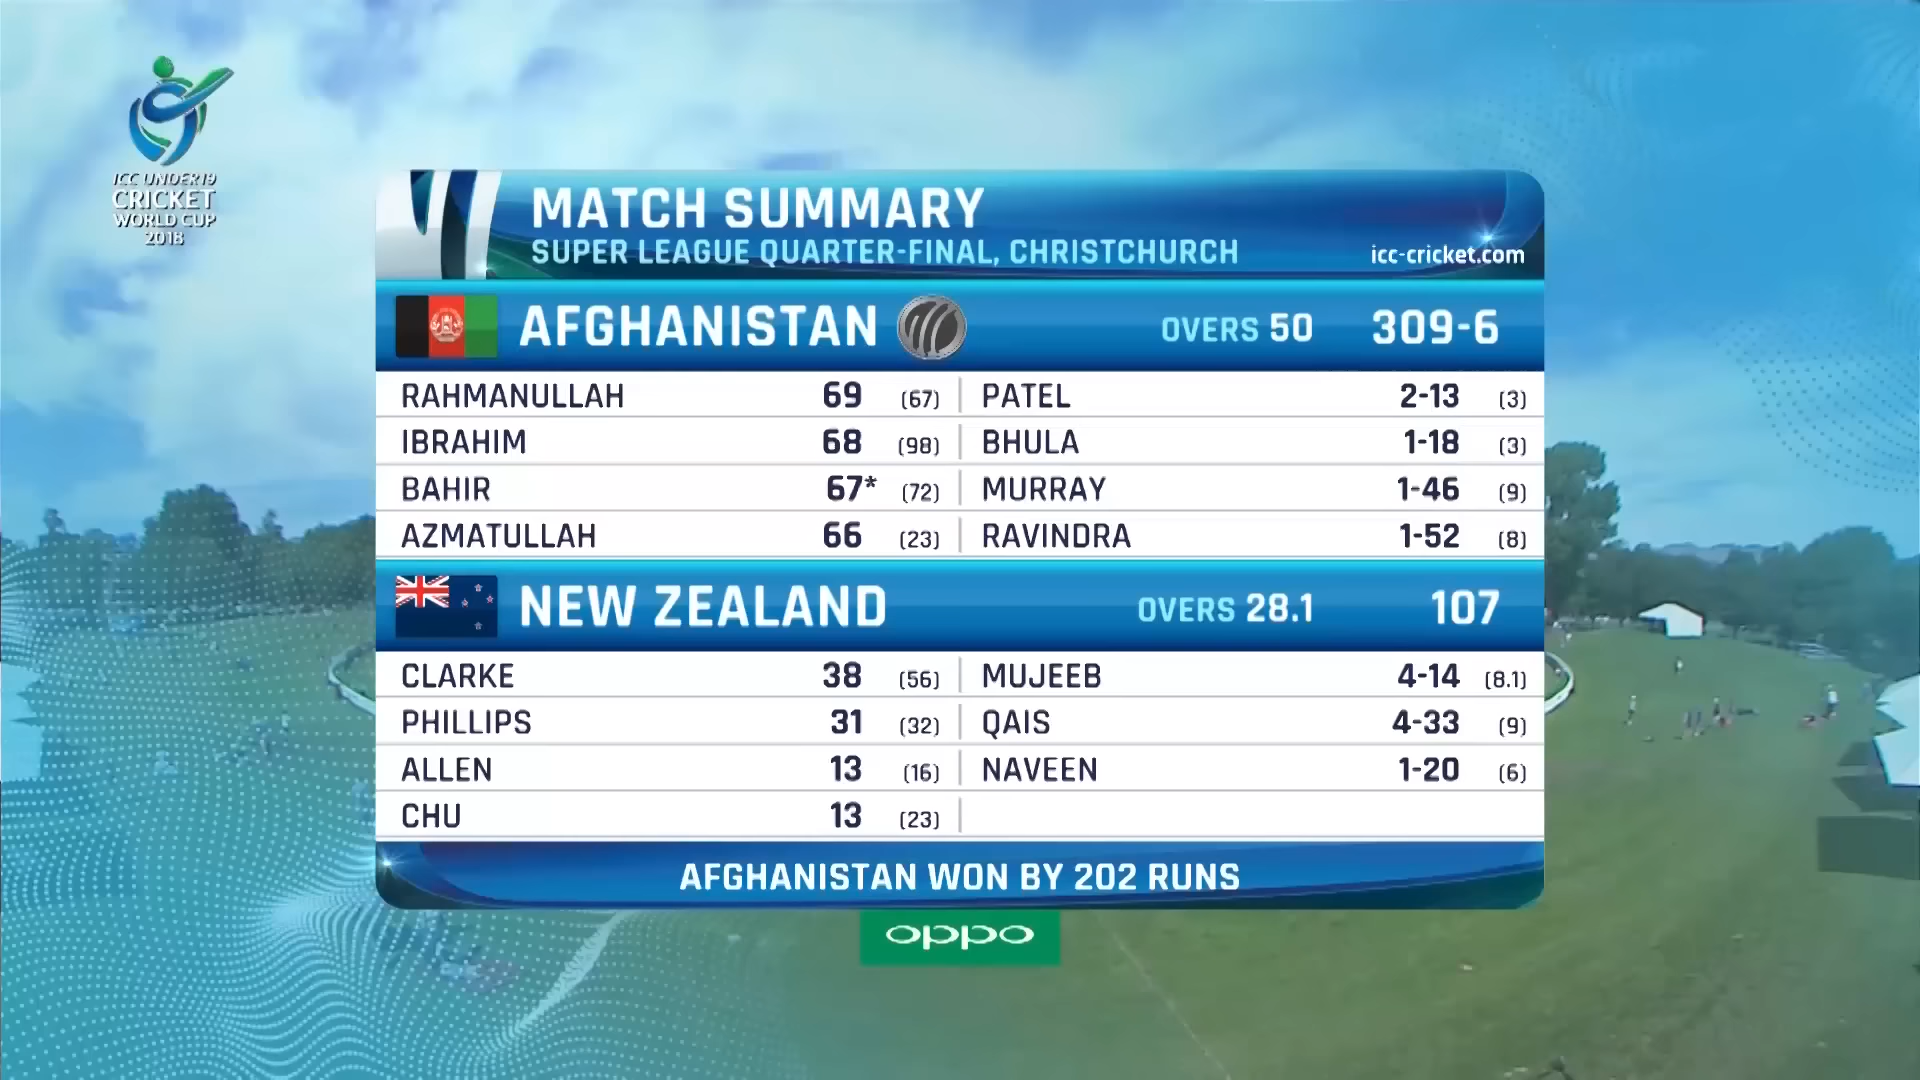 ICC UNDER19
CRICKET
WORLD CUP
2018
MATCH SUMMARY
SUPER LEAGUE QUARTER-FINAL, CHRISTCHURCH
icc-cricket.com
AFGHANISTAN OVERS 50 309-6
RAHMANULLAH 69 (67) PATEL 2-13 (3)
IBRAHIM 68 (98) BHULA 1-18 (3)
BAHIR 67* (72) MURRAY 1-46 (9)
AZMATULLAH 66 (23) RAVINDRA 1-52 (8)
NEW ZEALAND OVERS 28.1 107
CLARKE 38 (56) MUJEEB 4-14 (8.1)
PHILLIPS 31 (32) QAIS 4-33 (9)
ALLEN 13 (16) NAVEEN 1-20 (6)
CHU 13 (23)
AFGHANISTAN WON BY 202 RUNS
oppo